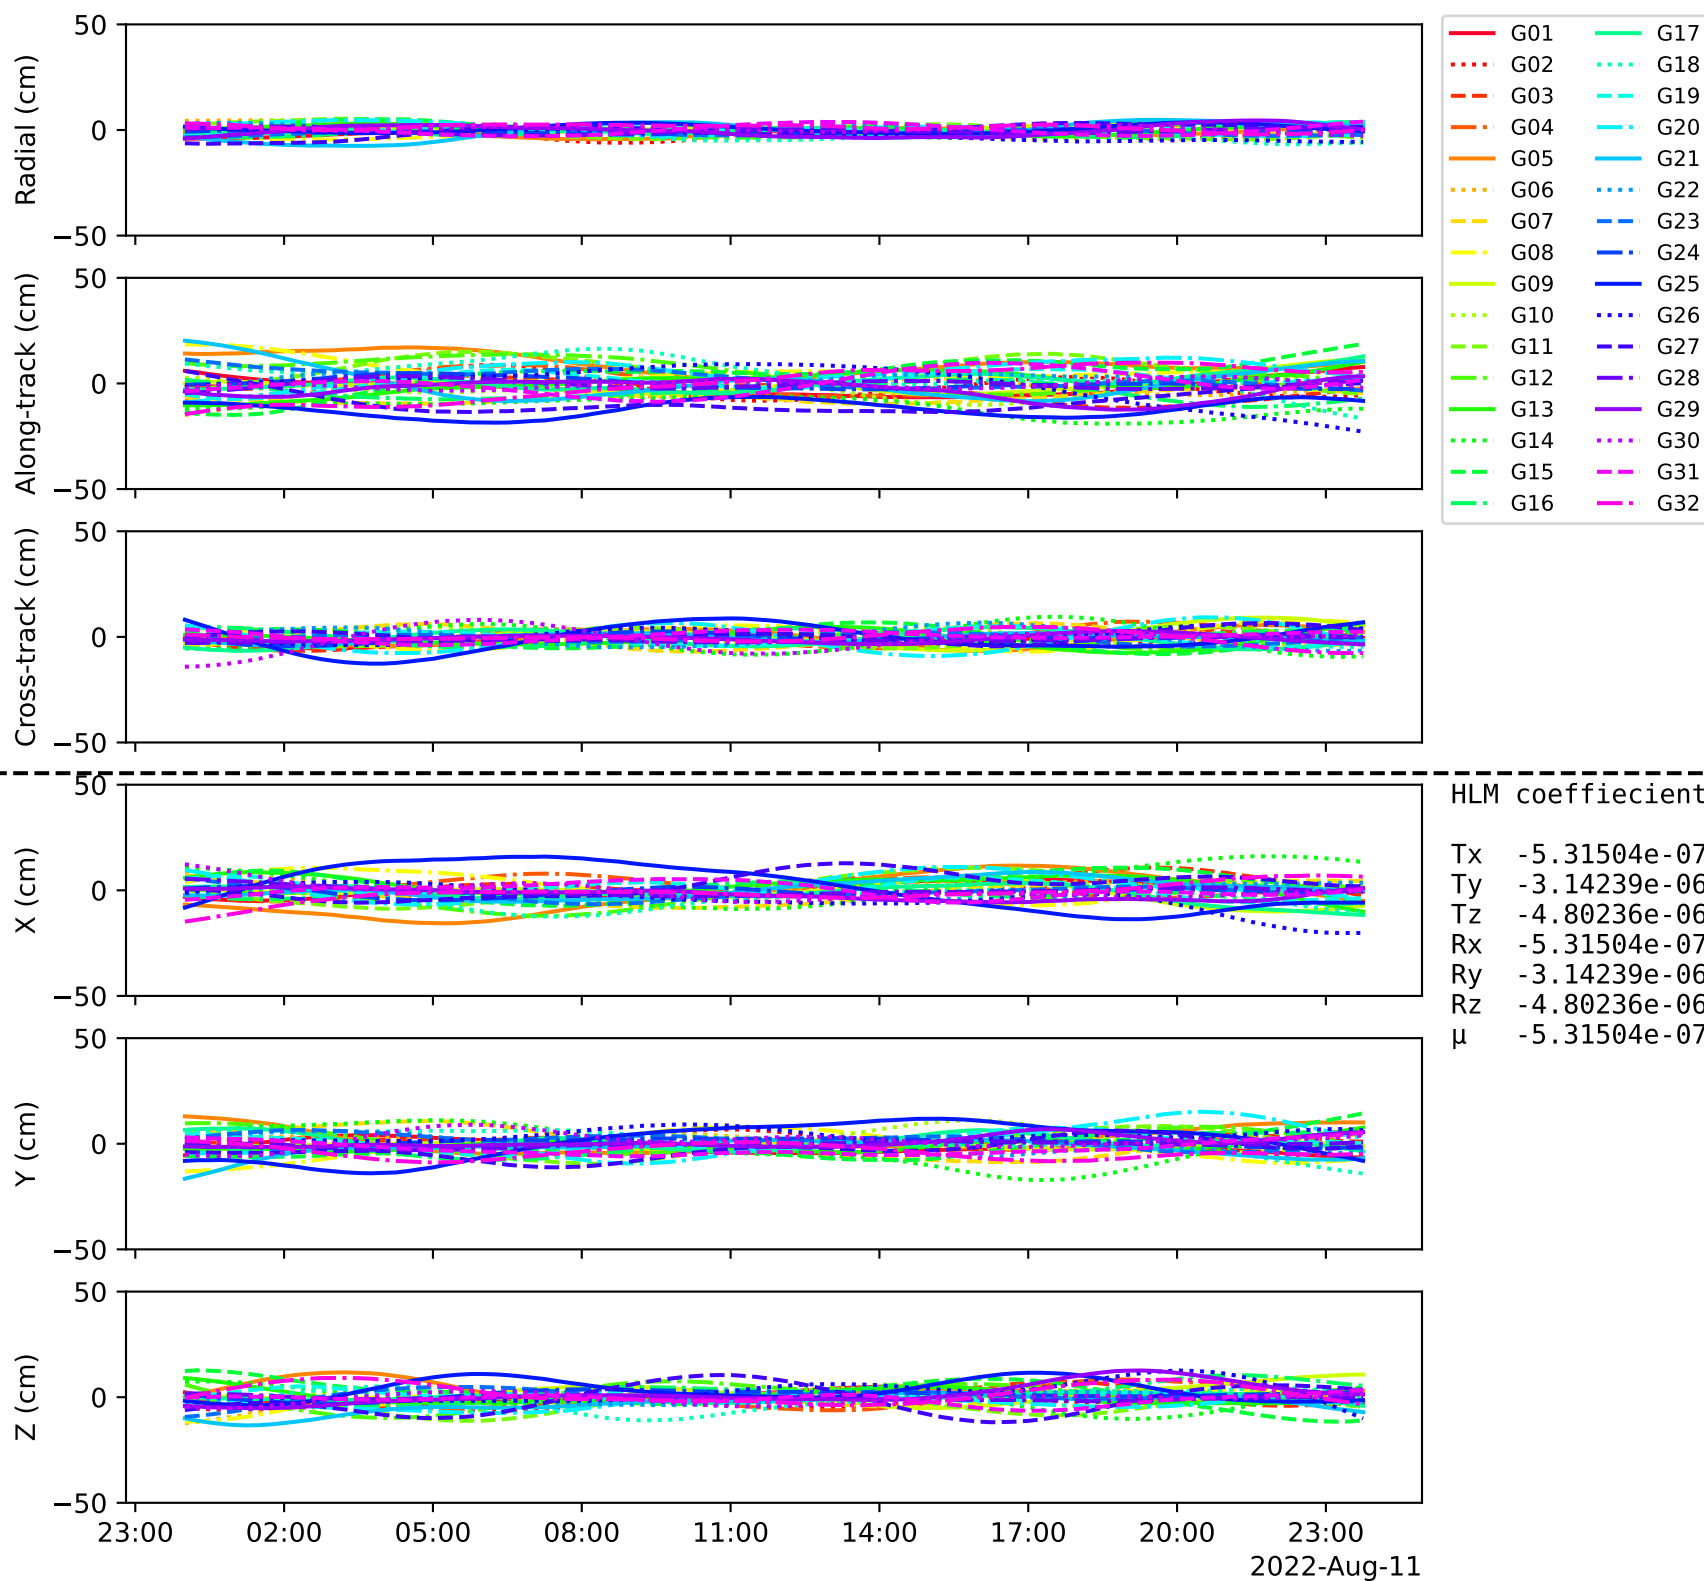 50
0
−50
Radial (cm)
50
0
−50
Along-track (cm)
50
0
−50
Cross-track (cm)
50
0
−50
X (cm)
50
0
−50
Y (cm)
50
0
−50
Z (cm)
23:00 02:00 05:00 08:00 11:00 14:00 17:00 20:00 23:00
2022-Aug-11
G01 G17
G02 G18
G03 G19
G04 G20
G05 G21
G06 G22
G07 G23
G08 G24
G09 G25
G10 G26
G11 G27
G12 G28
G13 G29
G14 G30
G15 G31
G16 G32
HLM coeffiecient
Tx -5.31504e-07
Ty -3.14239e-06
Tz -4.80236e-06
Rx -5.31504e-07
Ry -3.14239e-06
Rz -4.80236e-06
μ -5.31504e-07